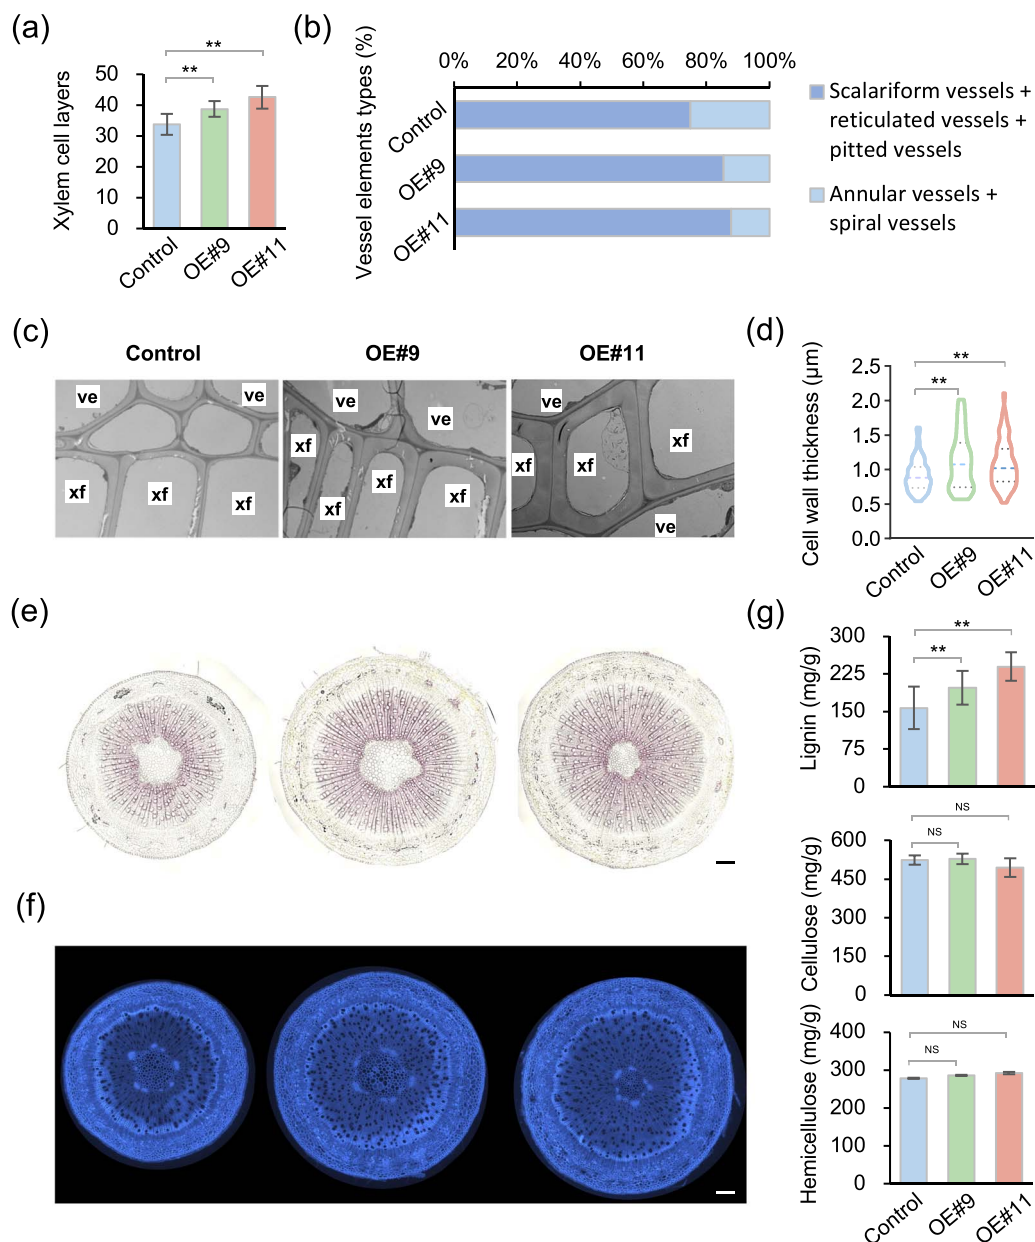 (a)
**
**
50
40
30
20
10
0
Xylem cell layers
Control
OE#9
OE#11
(b)
Vessel elements types (%)
0%
20%
40%
60%
80%
100%
Control
OE#9
OE#11
Scalariform vessels +
reticulated vessels +
pitted vessels
Annular vessels +
spiral vessels
(c)
Control
OE#9
OE#11
ve
ve
xf
xf
xf
ve
ve
xf
xf
xf
xf
ve
xf
xf
xf
ve
(d)
**
**
2.5
2.0
1.5
1.0
0.5
0.0
Cell wall thickness (μm)
Control
OE#9
OE#11
(e)
(f)
(g)
**
**
300
225
150
75
0
Lignin (mg/g)
NS
NS
600
450
300
150
0
Cellulose (mg/g)
NS
NS
400
300
200
100
0
Hemicellulose (mg/g)
Control
OE#9
OE#11